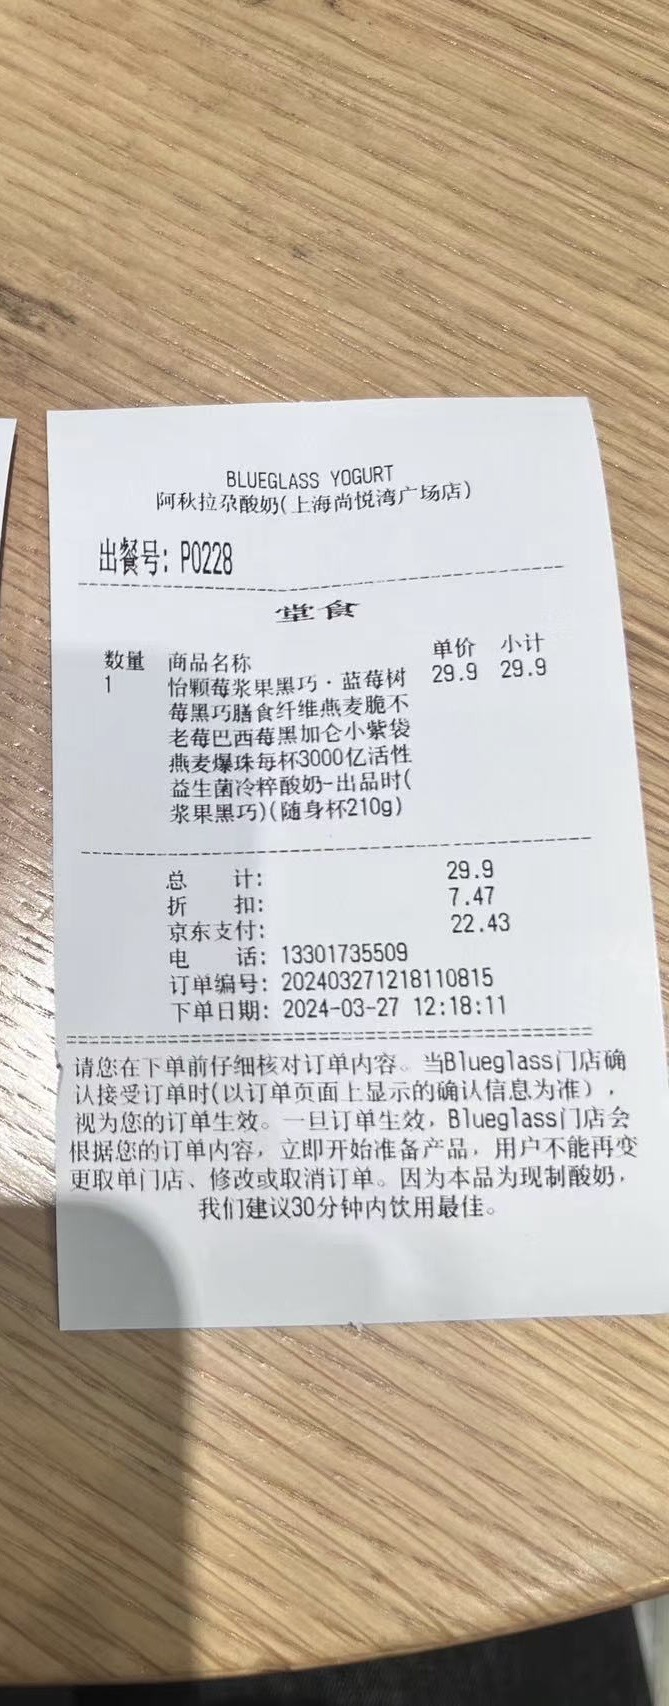 BLUEGLASS YOGURT
阿秋拉尕酸奶(上海尚悦湾广场店)
出餐号: P0228
堂食
数量 商品名称 单价 小计
1 怡颗莓浆果黑巧·蓝莓树 29.9 29.9
莓黑巧膳食纤维燕麦脆不
老莓巴西莓黑加仑小紫袋
燕麦爆珠每杯3000亿活性
益生菌冷粹酸奶-出品时(
浆果黑巧)(随身杯210g)
总 计: 29.9
折 扣: 7.47
京东支付: 22.43
电 话: 13301735509
订单编号: 202403271218110815
下单日期: 2024-03-27 12:18:11
请您在下单前仔细核对订单内容。当Blueglass门店确
认接受订单时(以订单页面上显示的确认信息为准),
视为您的订单生效。一旦订单生效, Blueglass门店会
根据您的订单内容, 立即开始准备产品, 用户不能再变
更取单门店、修改或取消订单。因为本品为现制酸奶,
我们建议30分钟内饮用最佳。